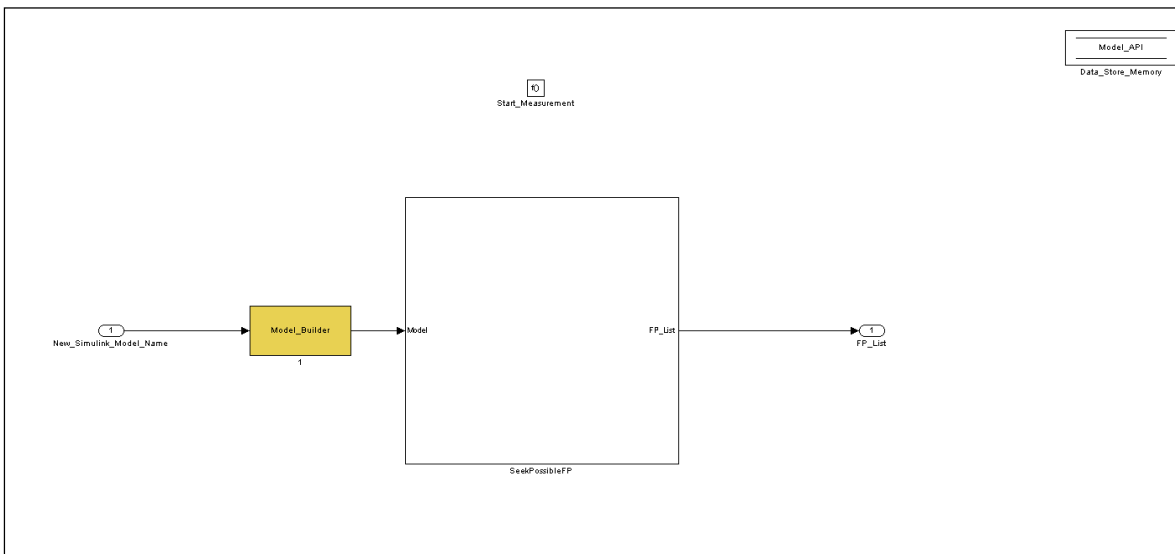 Model_API
Data_Store_Memory
f()
Start_Measurement
1
New_Simulink_Model_Name
Model_Builder
1
Model
FP_List
SeekPossibleFP
1
FP_List